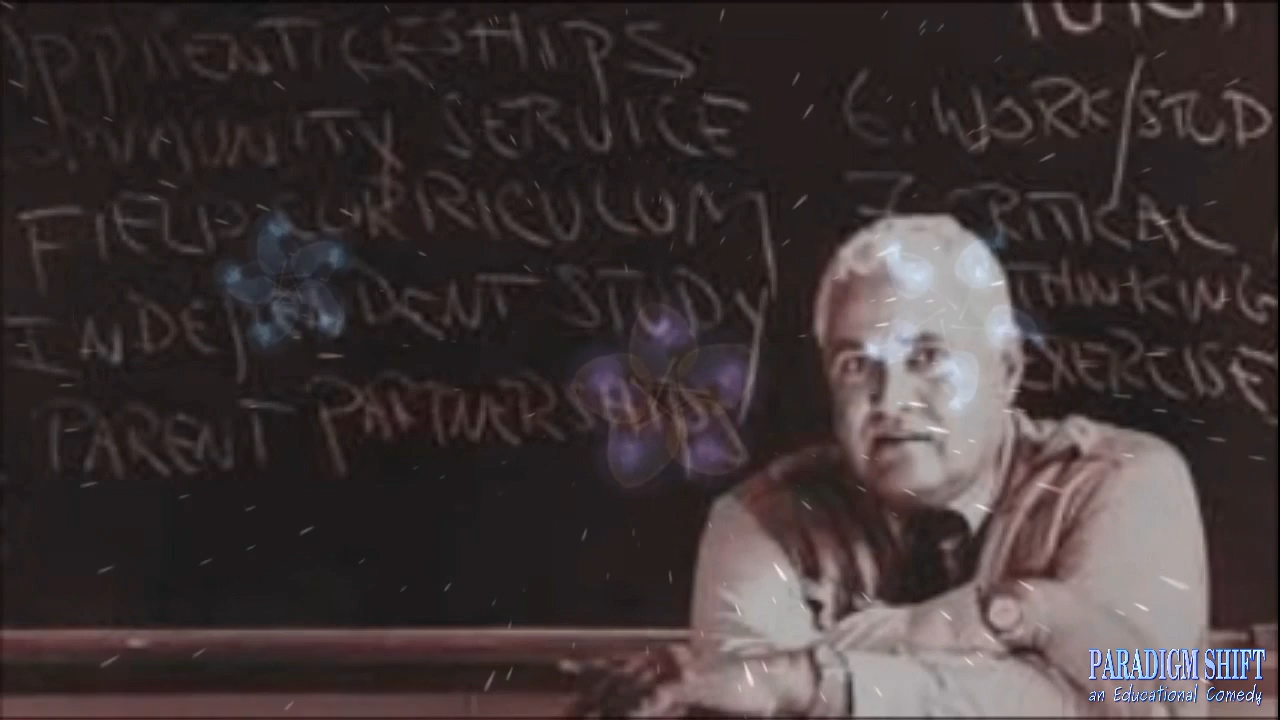 APPRENTICESHIPS
MMUNITY SERVICE
FIELD CURRICULUM
INDEPENDENT STUDY
PARENT PARTNERSHIPS
6. WORK/STUD
7. CRITICAL
THINKING
EXERCISE
PARADIGM SHIFT
an Educational Comedy